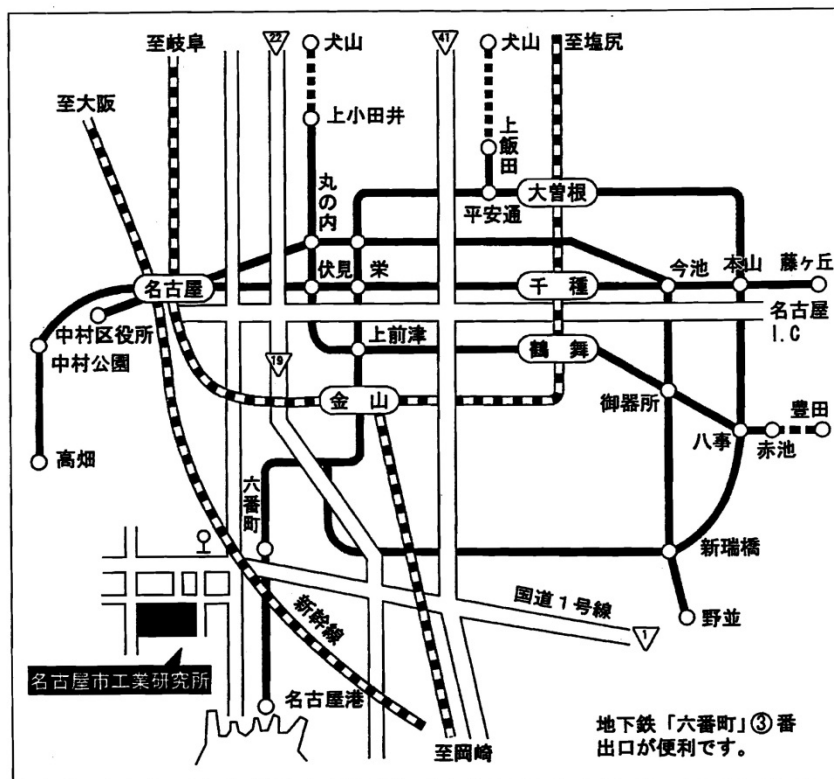 至岐阜
22
犬山
41
犬山
至塩尻
至大阪
上小田井
上飯田
丸の内
大曽根
平安通
名古屋
伏見
栄
千種
今池
本山
藤ヶ丘
中村区役所
中村公園
名古屋
I.C
上前津
鶴舞
19
金山
御器所
豊田
八事
赤池
高畑
六番町
新瑞橋
国道1号線
1
新幹線
野並
名古屋市工業研究所
名古屋港
至岡崎
地下鉄「六番町」③番
出口が便利です。